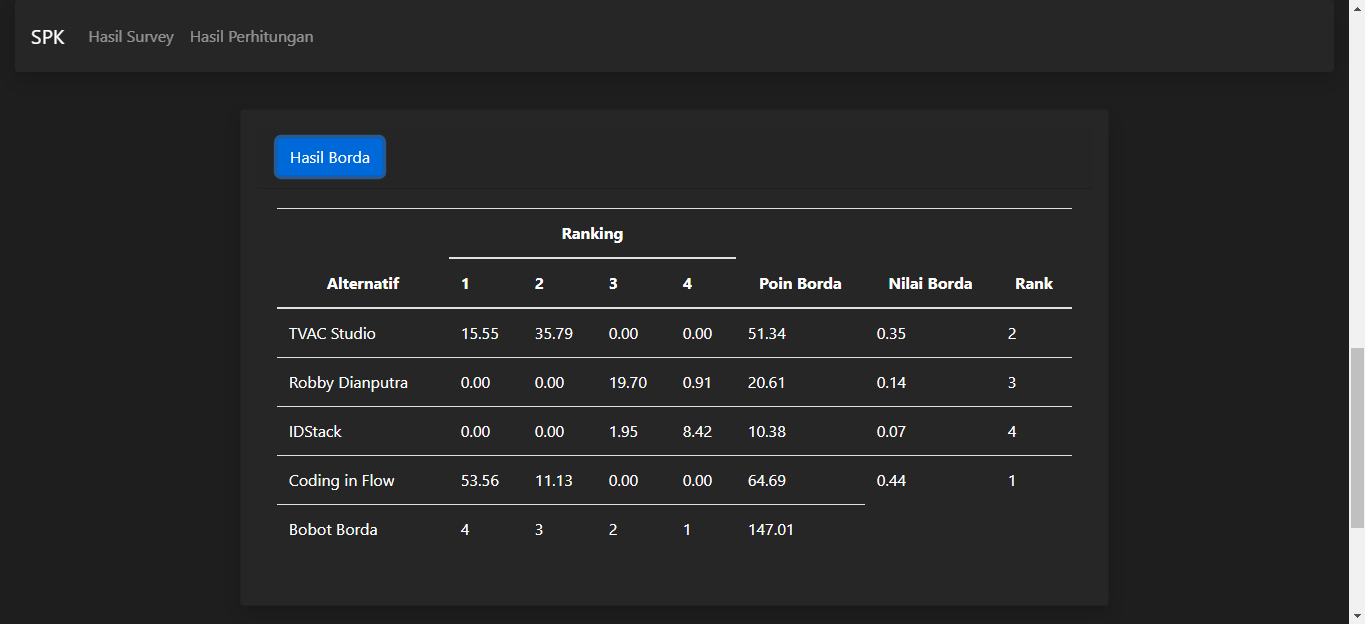 SPK Hasil Survey Hasil Perhitungan
Hasil Borda
Ranking
Alternatif 1 2 3 4 Poin Borda Nilai Borda Rank
TVAC Studio 15.55 35.79 0.00 0.00 51.34 0.35 2
Robby Dianputra 0.00 0.00 19.70 0.91 20.61 0.14 3
IDStack 0.00 0.00 1.95 8.42 10.38 0.07 4
Coding in Flow 53.56 11.13 0.00 0.00 64.69 0.44 1
Bobot Borda 4 3 2 1 147.01